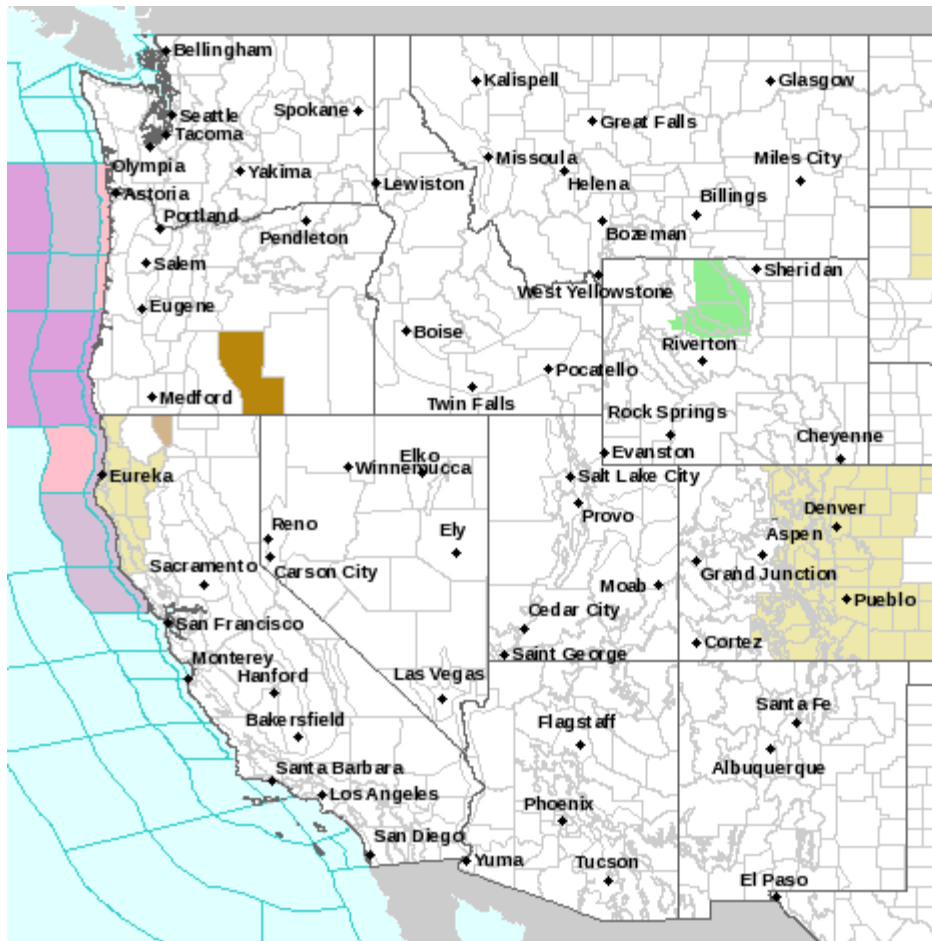 Bellingham
Kalispell
Glasgow
Spokane
Seattle
Great Falls
Tacoma
Olympia
Missoula
Miles City
Yakima
Helena
Lewiston
Astoria
Billings
Portland
Pendleton
Bozeman
Salem
Sheridan
West Yellowstone
Eugene
Boise
Riverton
Pocatello
Medford
Twin Falls
Rock Springs
Cheyenne
Elko
Evanston
Winnemucca
Eureka
Salt Lake City
Denver
Provo
Reno
Ely
Aspen
Sacramento
Carson City
Grand Junction
Moab
Pueblo
Cedar City
San Francisco
Cortez
Saint George
Monterey
Hanford
Las Vegas
Santa Fe
Bakersfield
Flagstaff
Albuquerque
Santa Barbara
Los Angeles
Phoenix
San Diego
Yuma
Tucson
El Paso